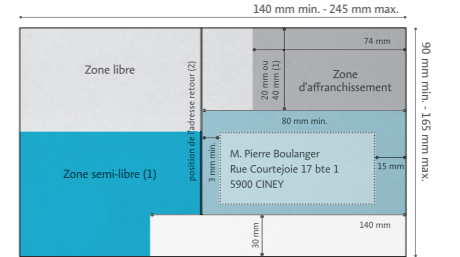 140 mm min. - 245 mm max.
74 mm
Zone libre
position de l'adresse retour (2)
20 mm ou
40 mm (1)
Zone
d'affranchissement
90 mm min. - 165 mm max.
80 mm min.
3 mm min.
M. Pierre Boulanger
Rue Courtejoie 17 bte 1
5900 CINEY
15 mm
Zone semi-libre (1)
30 mm
140 mm